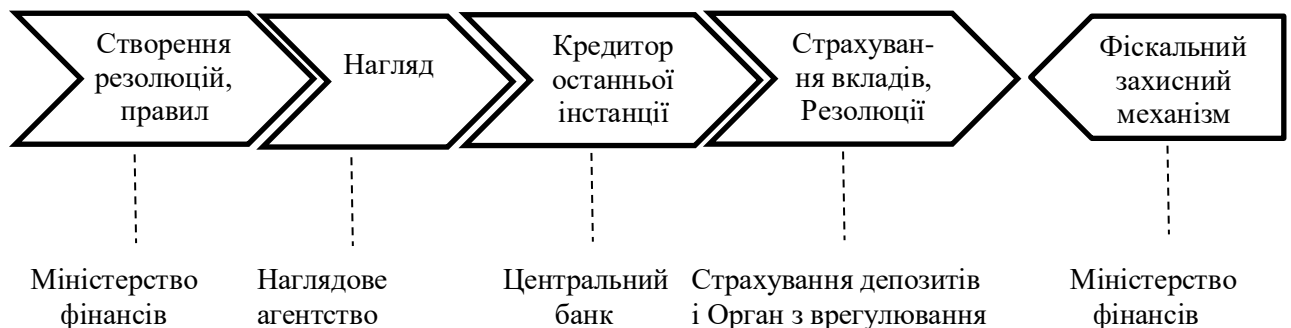 Створення
резолюцій,
правил
Нагляд
Кредитор
останньої
інстанції
Страхуван-
ня вкладів,
Резолюції
Фіскальний
захисний
механізм
Міністерство
фінансів
Наглядове
агентство
Центральний
банк
Страхування депозитів
і Орган з врегулювання
Міністерство
фінансів